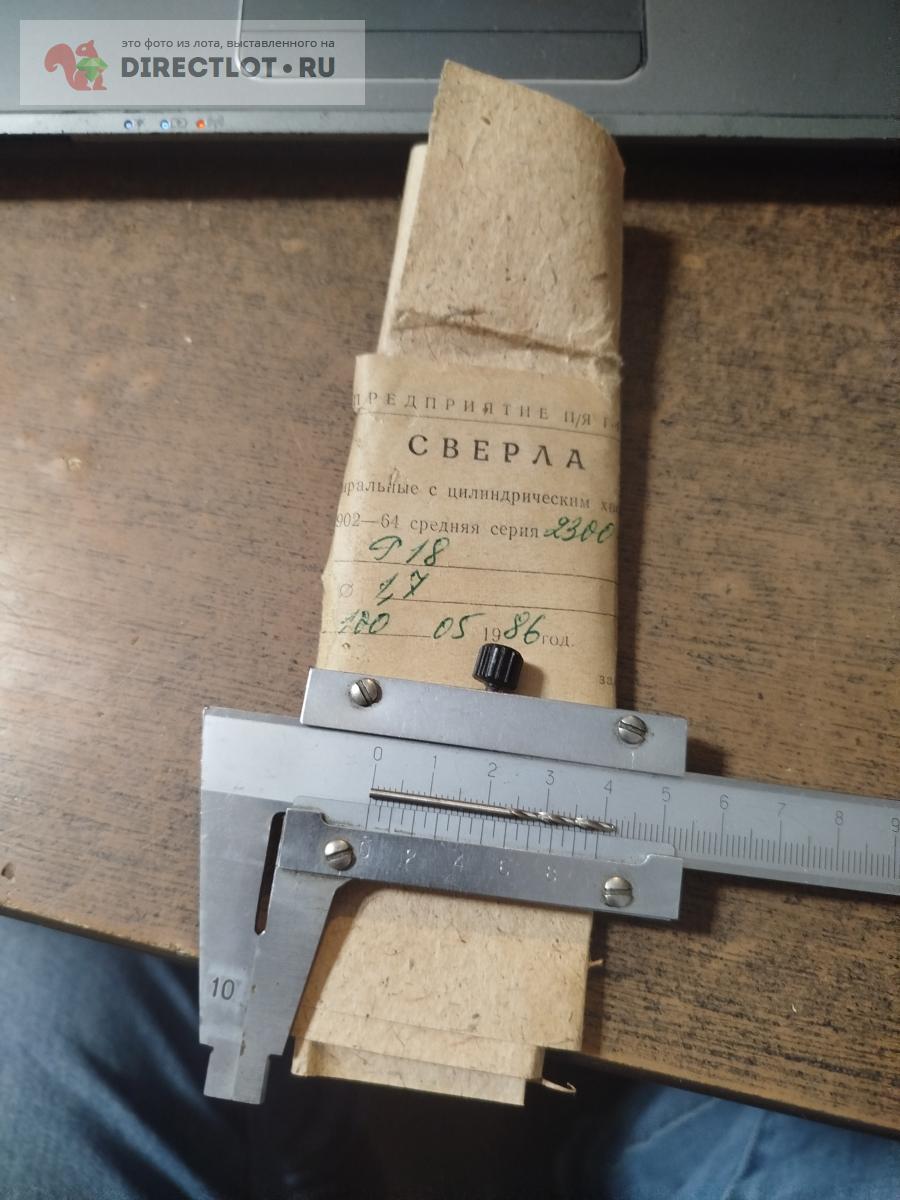 это фото из лота, выставленного на
DIRECTLOT•RU
ПРЕДПРИЯТИЕ П/Я
СВЕРЛА
с цилиндрическим
902—64 средняя серия 2300
Р 18
Ø 1,7
100 05 1986 год.
0 1 2 3 4 5 6 7 8 9
0 2 4 6 8
10